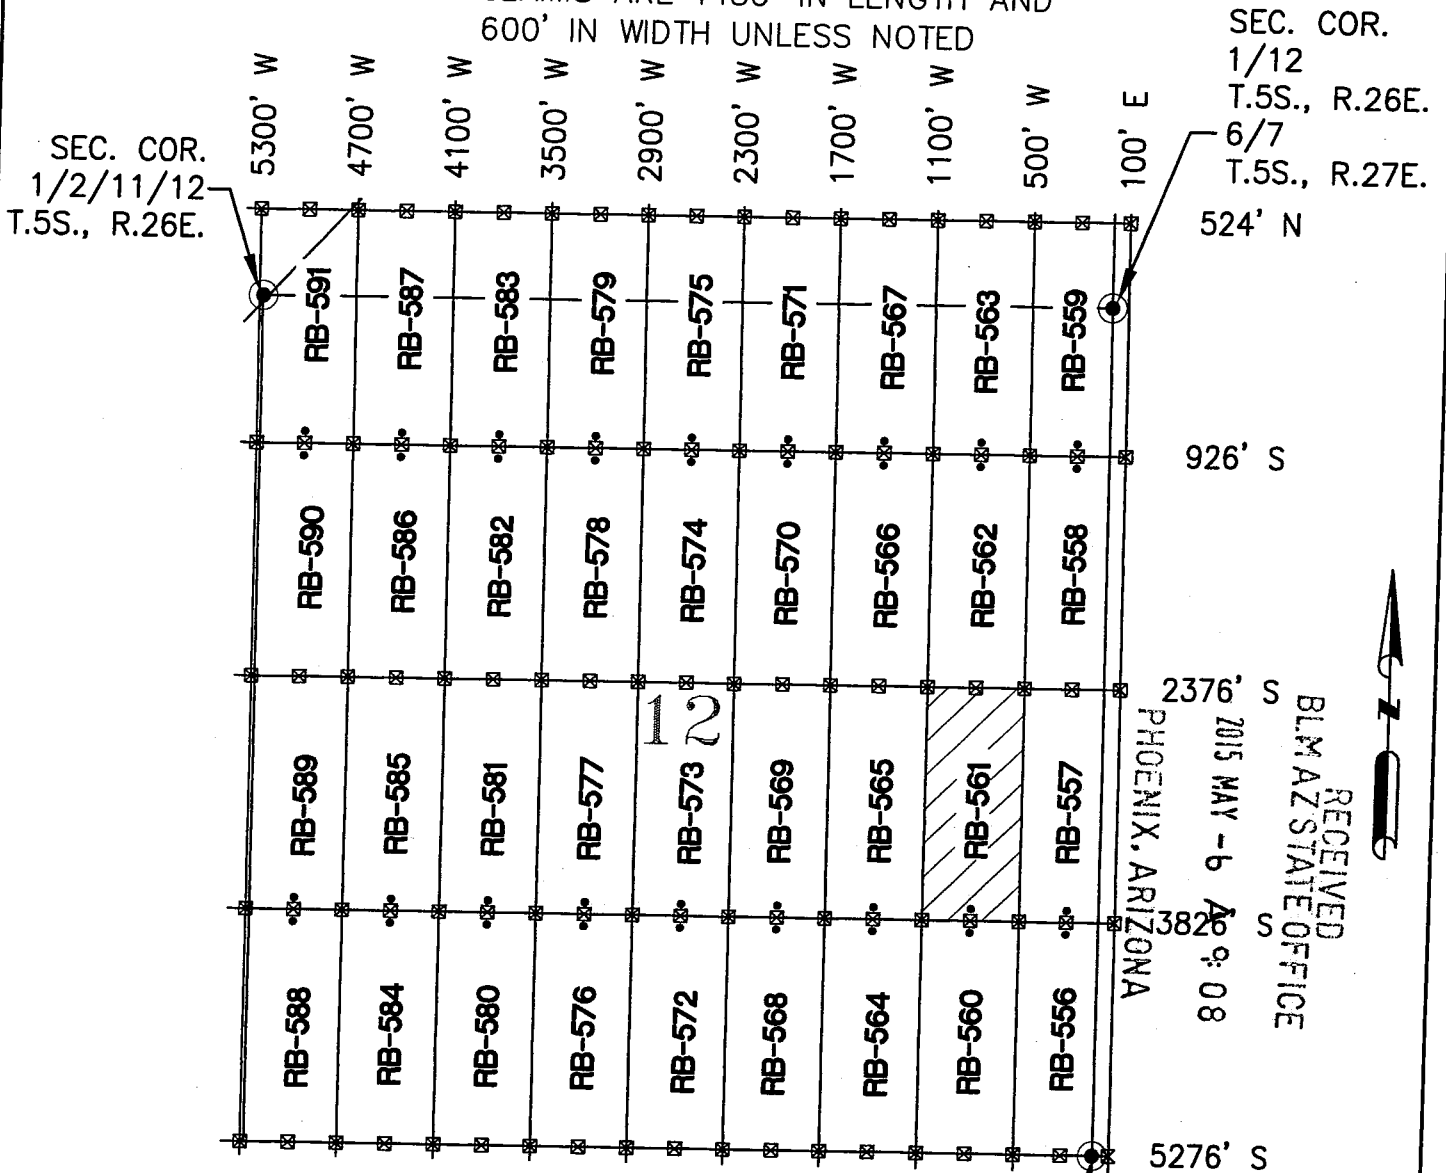 600' IN WIDTH UNLESS NOTED
SEC. COR.
1/12
T.5S., R.26E.
6/7
T.5S., R.27E.
SEC. COR.
1/2/11/12
T.5S., R.26E.
5300' W
4700' W
4100' W
3500' W
2900' W
2300' W
1700' W
1100' W
500' W
100' E
524' N
RB-591
RB-587
RB-583
RB-579
RB-575
RB-571
RB-567
RB-563
RB-559
926' S
RB-590
RB-586
RB-582
RB-578
RB-574
RB-570
RB-566
RB-562
RB-558
2376' S
12
RB-589
RB-585
RB-581
RB-577
RB-573
RB-569
RB-565
RB-561
RB-557
3826' S
RB-588
RB-584
RB-580
RB-576
RB-572
RB-568
RB-564
RB-560
RB-556
5276' S
N
RECEIVED
BLM AZ STATE OFFICE
2015 MAY -6 A 9:08
PHOENIX, ARIZONA